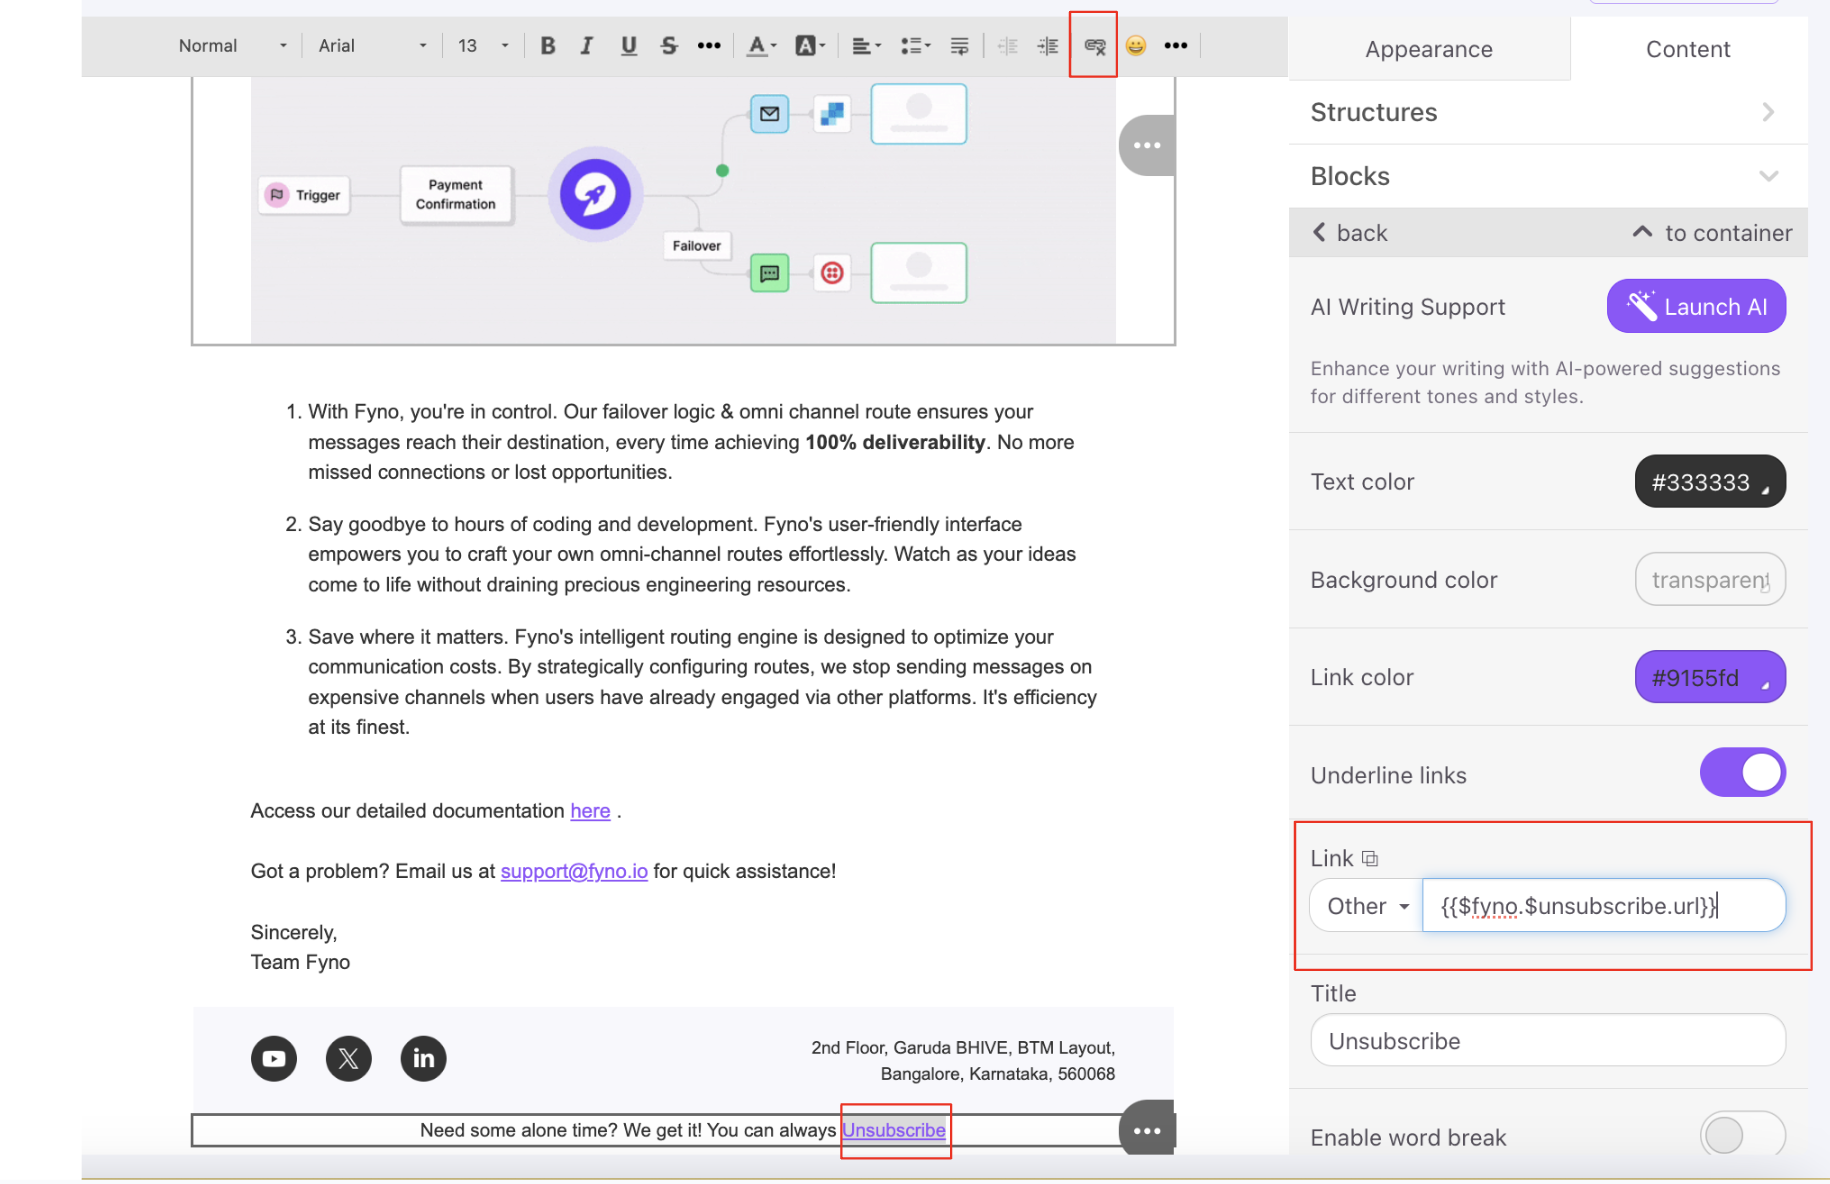 Normal Arial 13 B I U S A A
Appearance Content
Structures
Blocks
back to container
AI Writing Support Launch AI
Enhance your writing with AI-powered suggestions
for different tones and styles.
Text color #333333
Background color transparent
Link color #9155fd
Underline links
Link
Other {{$fyno.$unsubscribe.url}}
Title
Unsubscribe
Enable word break
Trigger
Payment
Confirmation
Failover
1. With Fyno, you're in control. Our failover logic & omni channel route ensures your
messages reach their destination, every time achieving 100% deliverability. No more
missed connections or lost opportunities.
2. Say goodbye to hours of coding and development. Fyno's user-friendly interface
empowers you to craft your own omni-channel routes effortlessly. Watch as your ideas
come to life without draining precious engineering resources.
3. Save where it matters. Fyno's intelligent routing engine is designed to optimize your
communication costs. By strategically configuring routes, we stop sending messages on
expensive channels when users have already engaged via other platforms. It's efficiency
at its finest.
Access our detailed documentation here .
Got a problem? Email us at support@fyno.io for quick assistance!
Sincerely,
Team Fyno
in
2nd Floor, Garuda BHIVE, BTM Layout,
Bangalore, Karnataka, 560068
Need some alone time? We get it! You can always Unsubscribe